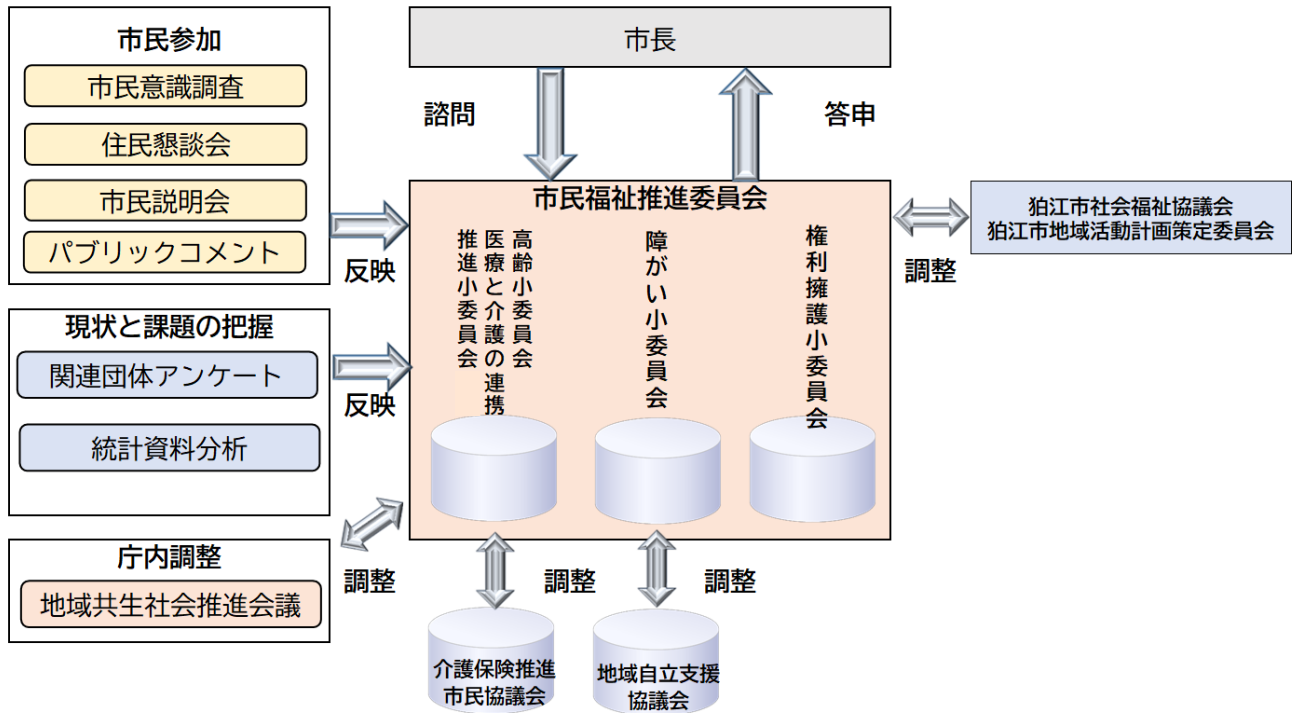 市民参加
市民意識調査
住民懇談会
市民説明会
パブリックコメント
反映
現状と課題の把握
関連団体アンケート
統計資料分析
反映
庁内調整
地域共生社会推進会議
調整
市長
諮問
答申
市民福祉推進委員会
高齢小委員会
医療と介護の連携
推進小委員会
障がい小委員会
権利擁護小委員会
調整
調整
介護保険推進
市民協議会
地域自立支援
協議会
狛江市社会福祉協議会
狛江市地域活動計画策定委員会
調整